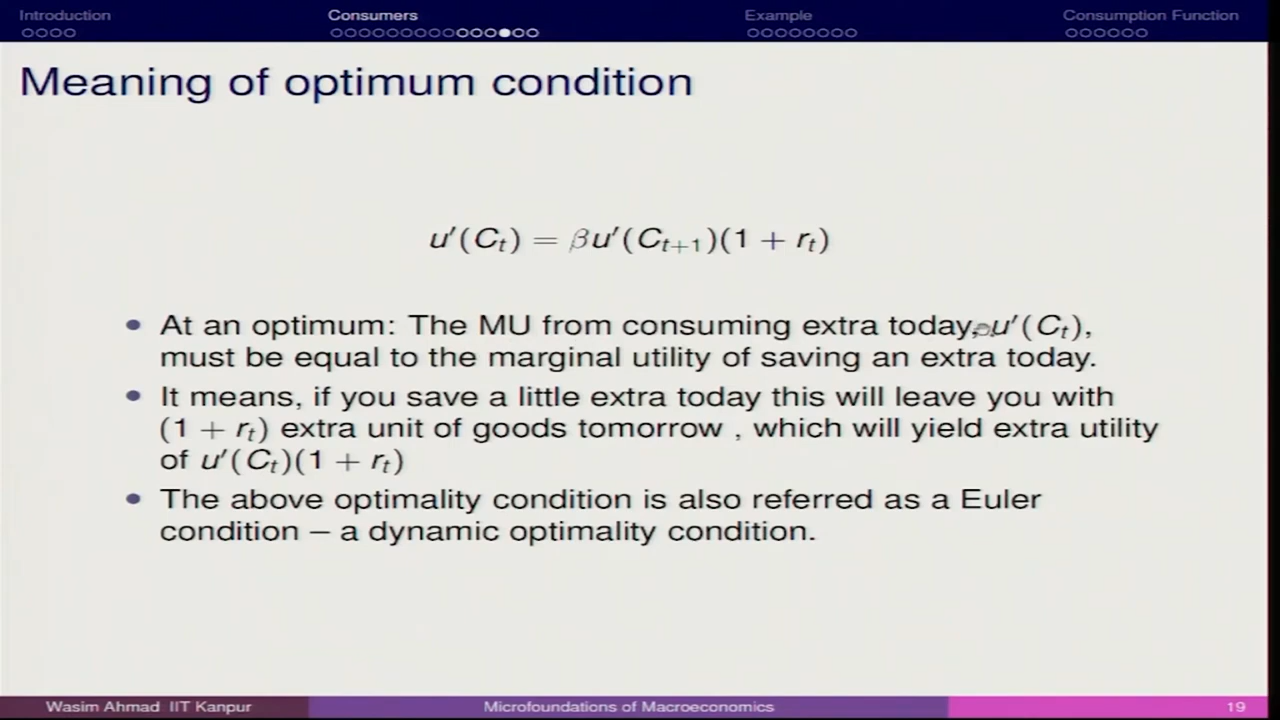 Introduction
Consumers
Example
Consumption Function
Meaning of optimum condition
u′(Cₜ) = βu′(Cₜ₊₁)(1 + rₜ)
• At an optimum: The MU from consuming extra today, u′(Cₜ),
must be equal to the marginal utility of saving an extra today.
• It means, if you save a little extra today this will leave you with
(1 + rₜ) extra unit of goods tomorrow , which will yield extra utility
of u′(Cₜ)(1 + rₜ)
• The above optimality condition is also referred as a Euler
condition – a dynamic optimality condition.
Wasim Ahmad IIT Kanpur
Microfoundations of Macroeconomics
19